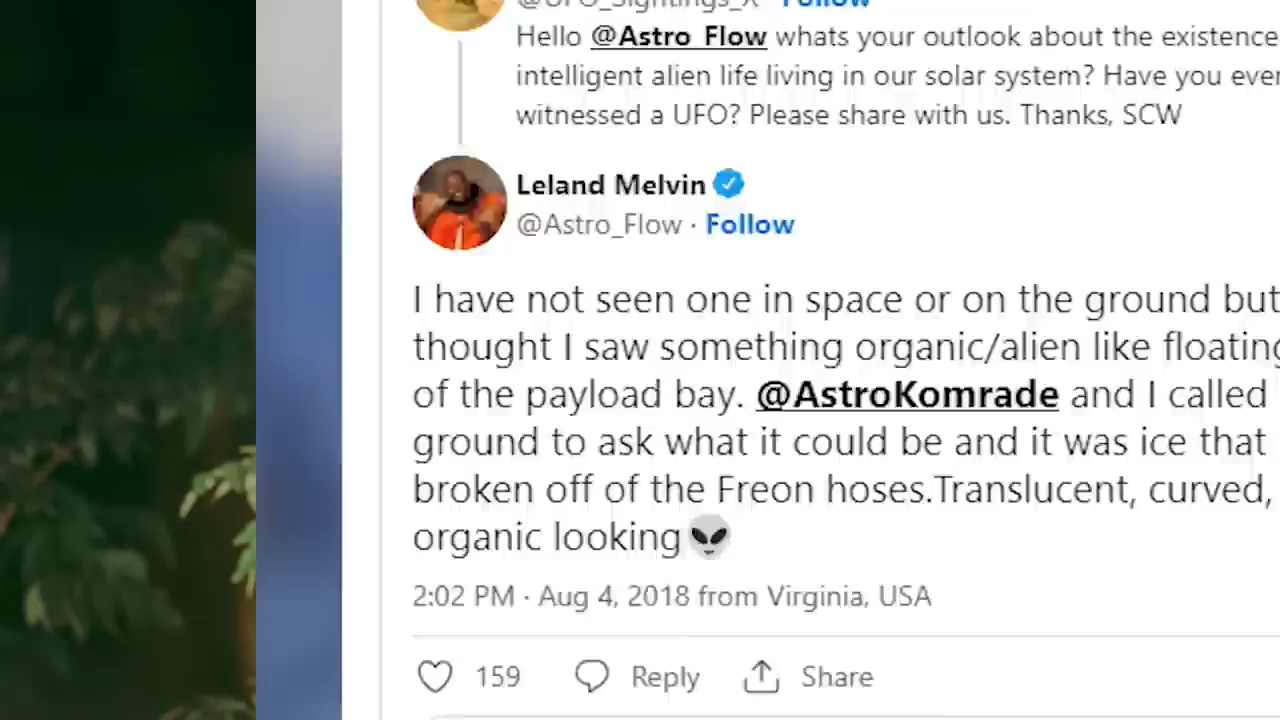 @UFO_Sightings_X · Follow
Hello @Astro_Flow whats your outlook about the existence
intelligent alien life living in our solar system? Have you ever
witnessed a UFO? Please share with us. Thanks, SCW
Leland Melvin
@Astro_Flow · Follow
I have not seen one in space or on the ground but
thought I saw something organic/alien like floating
of the payload bay. @AstroKomrade and I called
ground to ask what it could be and it was ice that
broken off of the Freon hoses.Translucent, curved,
organic looking👽
2:02 PM · Aug 4, 2018 from Virginia, USA
159 Reply Share